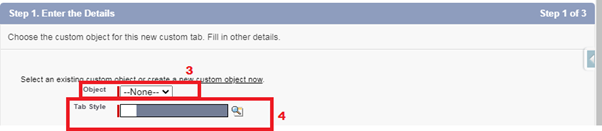 Step 1. Enter the Details
Step 1 of 3
Choose the custom object for this new custom tab. Fill in other details.
Select an existing custom object or create a new custom object now.
3
Object
--None--
Tab Style
4